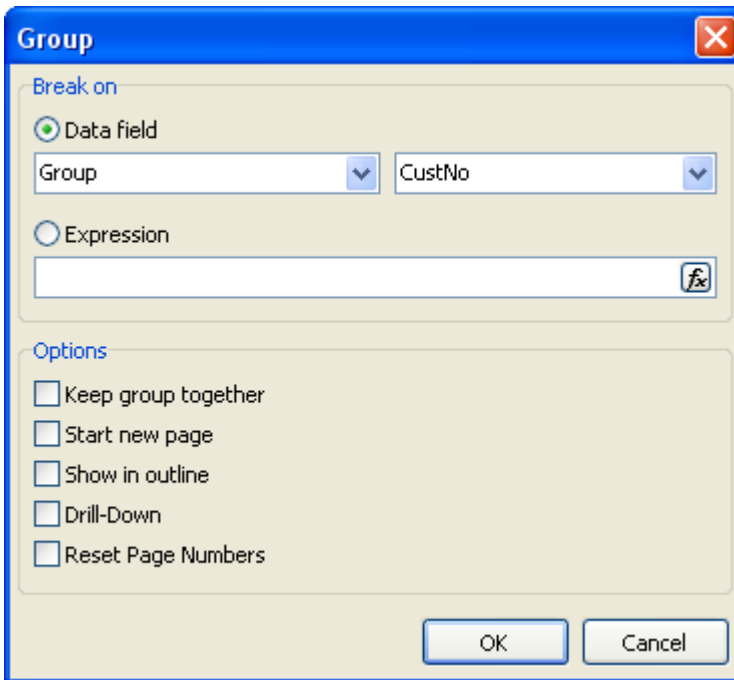 Group
Break on
Data field
Group CustNo
Expression
fx
Options
Keep group together
Start new page
Show in outline
Drill-Down
Reset Page Numbers
OK Cancel